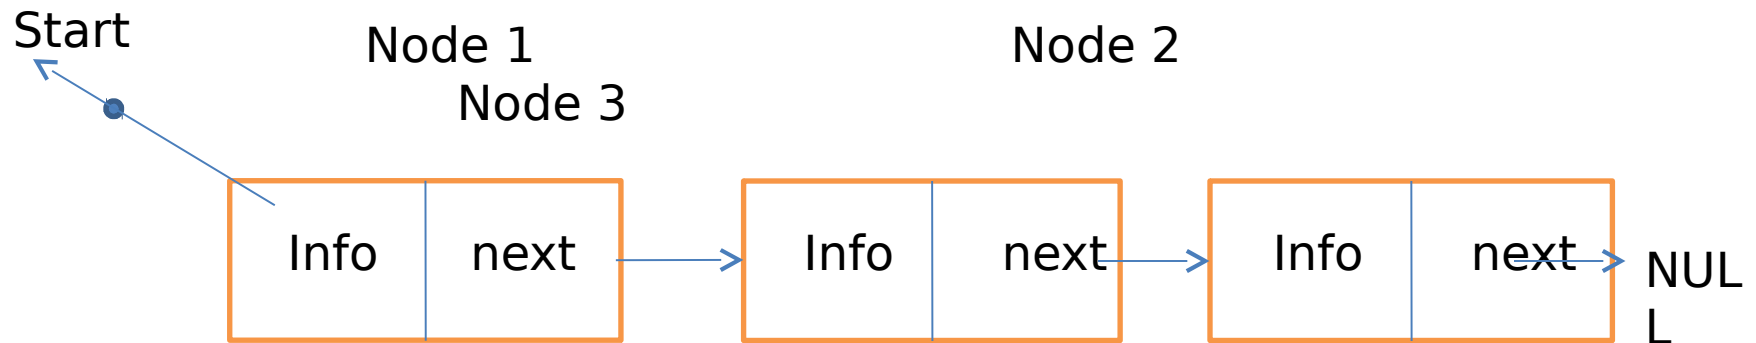 Start
Node 1
Node 2
Node 3
Info
next
Info
next
Info
next
NUL
L